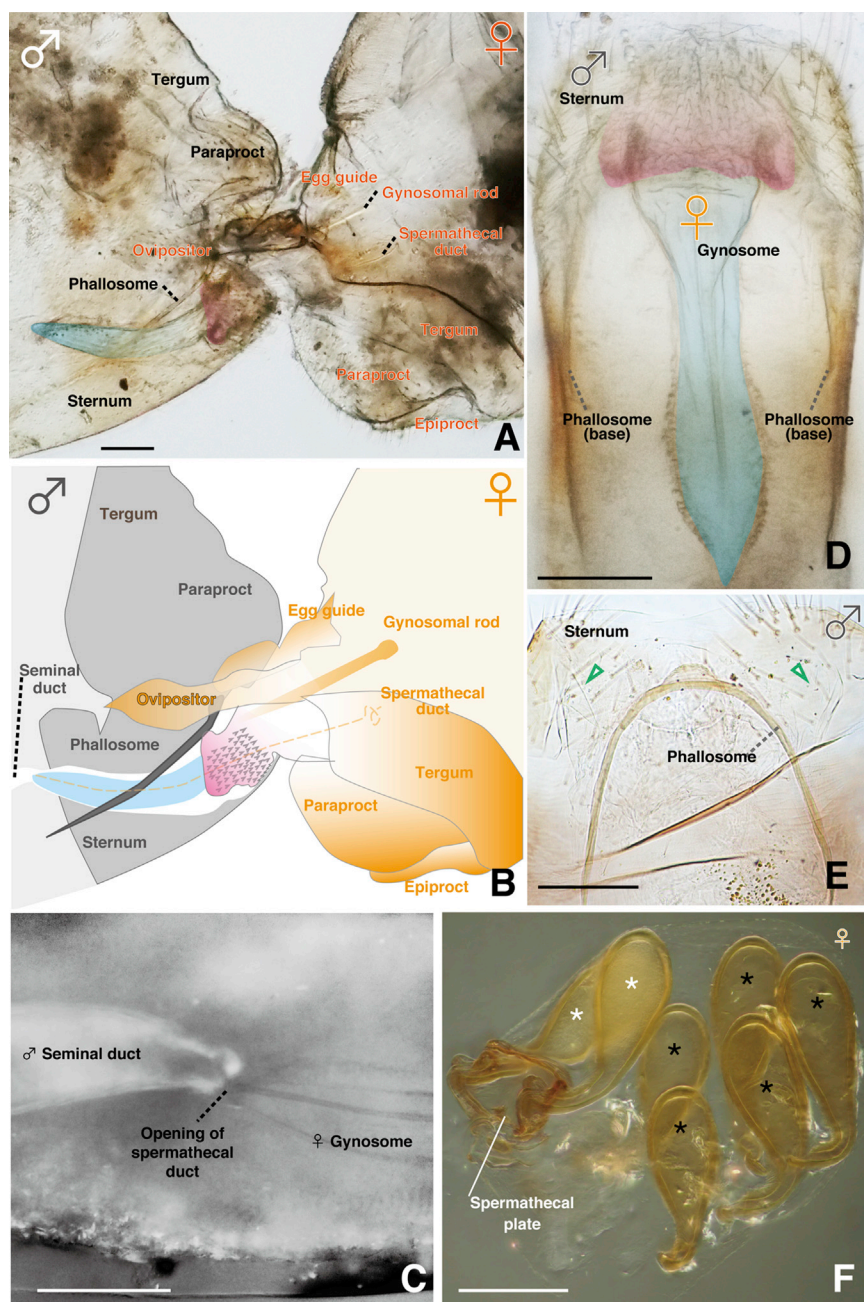 ♂
♀
Tergum
Paraproct
Egg guide
Gynosomal rod
Ovipositor
Spermathecal
duct
Phallosome
Tergum
Paraproct
Sternum
Epiproct
A
♂
♀
Tergum
Paraproct
Egg guide
Gynosomal rod
Seminal
duct
Ovipositor
Spermathecal
duct
Phallosome
Tergum
Paraproct
Sternum
Epiproct
B
♂ Seminal duct
Opening of
spermathecal
duct
♀ Gynosome
C
♂
Sternum
♀
Gynosome
Phallosome
(base)
Phallosome
(base)
D
♂
Sternum
Phallosome
E
♀
* * * * * * *
Spermathecal
plate
F